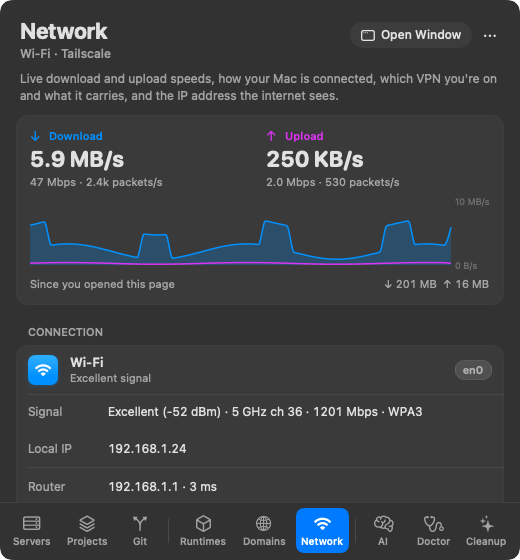 Network
Open Window
Wi-Fi · Tailscale
Live download and upload speeds, how your Mac is connected, which VPN you're on
and what it carries, and the IP address the internet sees.
↓ Download
↑ Upload
5.9 MB/s
250 KB/s
47 Mbps · 2.4k packets/s
2.0 Mbps · 530 packets/s
10 MB/s
0 B/s
Since you opened this page
↓ 201 MB ↑ 16 MB
CONNECTION
Wi-Fi
Excellent signal
en0
Signal
Excellent (-52 dBm) · 5 GHz ch 36 · 1201 Mbps · WPA3
Local IP
192.168.1.24
Router
192.168.1.1 · 3 ms
Servers
Projects
Git
Runtimes
Domains
Network
AI
Doctor
Cleanup